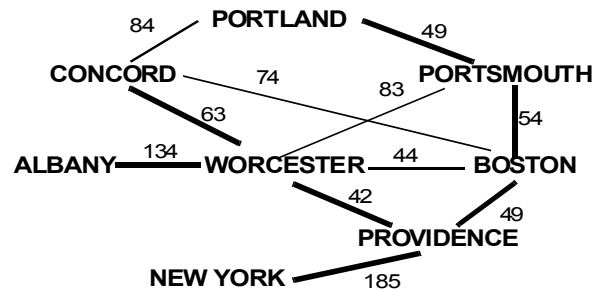 84 PORTLAND 49
CONCORD 74 83 PORTSMOUTH
63 54
ALBANY 134 WORCESTER 44 BOSTON
42 49
PROVIDENCE
NEW YORK 185